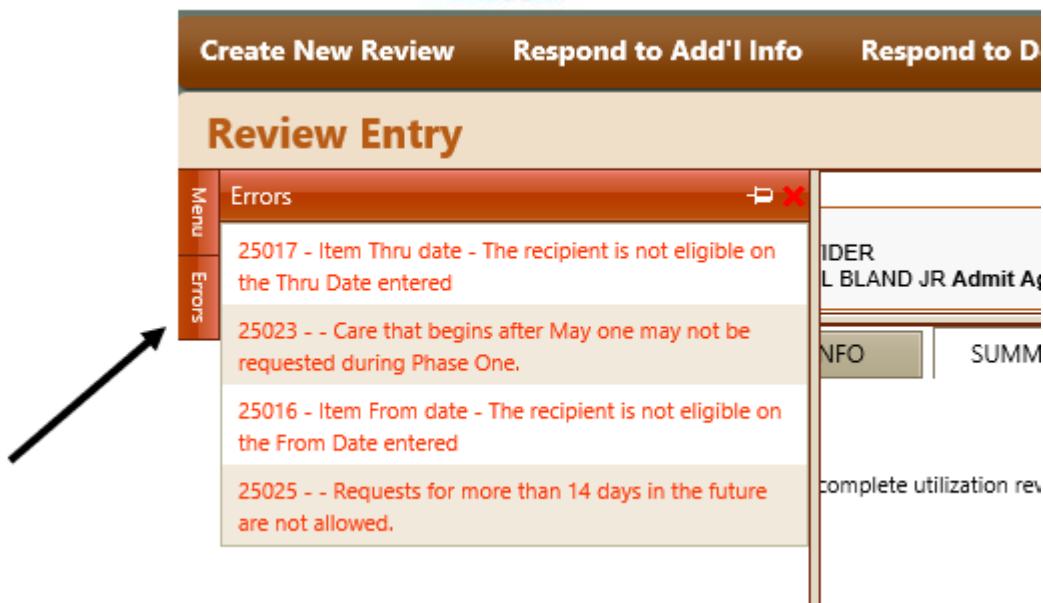 Create New Review Respond to Add'l Info Respond to D
Review Entry
Menu
Errors
Errors
25017 - Item Thru date - The recipient is not eligible on
the Thru Date entered
25023 - - Care that begins after May one may not be
requested during Phase One.
25016 - Item From date - The recipient is not eligible on
the From Date entered
25025 - - Requests for more than 14 days in the future
are not allowed.
IDER
L BLAND JR Admit Ag
NFO SUMM
complete utilization rev